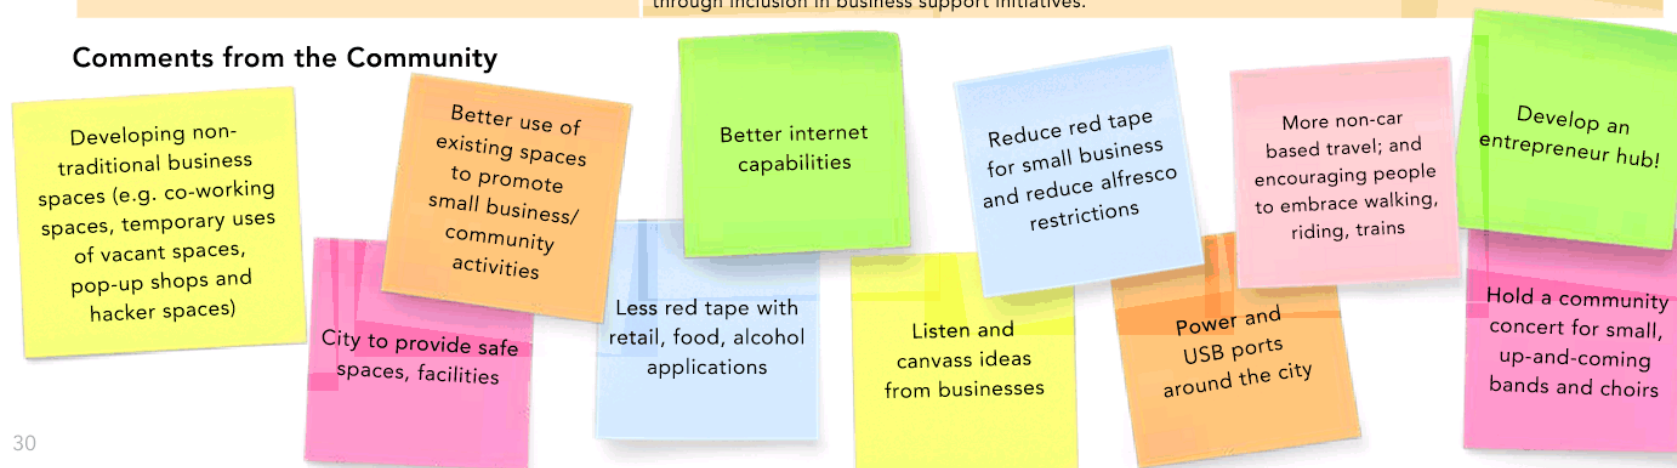 through inclusion in business support initiatives.
Comments from the Community
Developing non-
traditional business
spaces (e.g. co-working
spaces, temporary uses
of vacant spaces,
pop-up shops and
hacker spaces)
Better use of
existing spaces
to promote
small business/
community
activities
Better internet
capabilities
Reduce red tape
for small business
and reduce alfresco
restrictions
More non-car
based travel; and
encouraging people
to embrace walking,
riding, trains
Develop an
entrepreneur hub!
City to provide safe
spaces, facilities
Less red tape with
retail, food, alcohol
applications
Listen and
canvass ideas
from businesses
Power and
USB ports
around the city
Hold a community
concert for small,
up-and-coming
bands and choirs
30